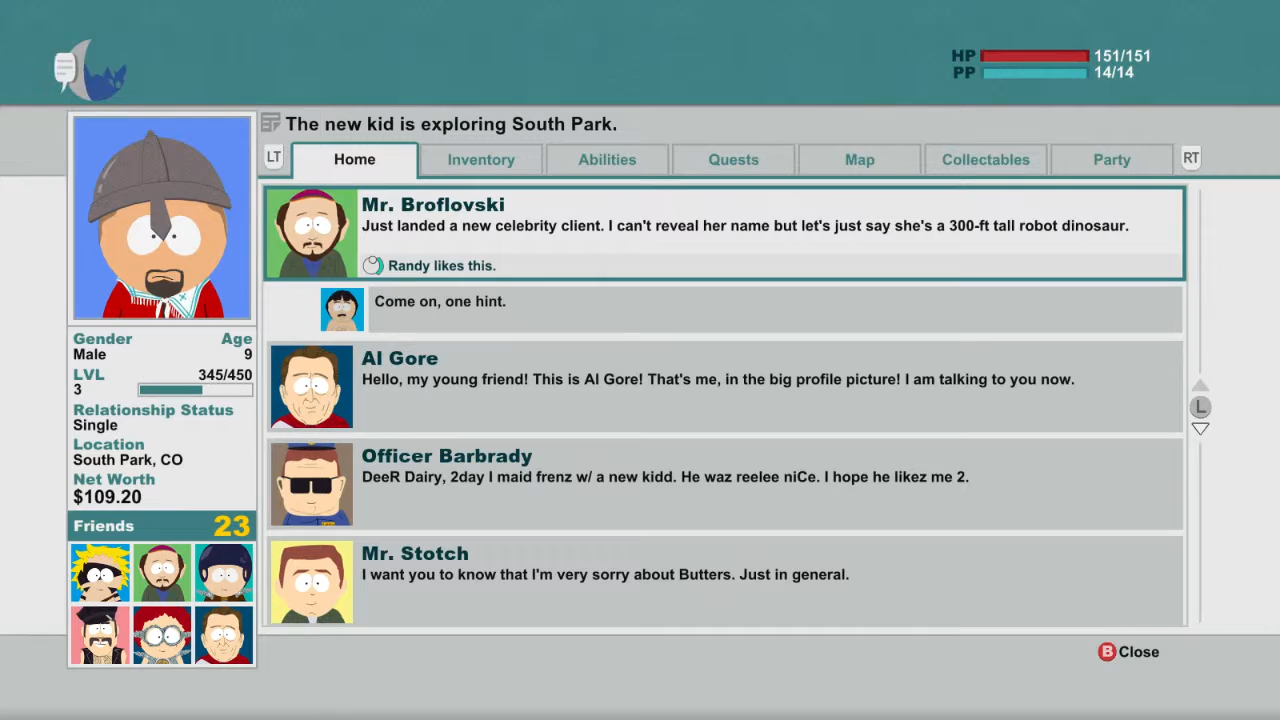 HP 151/151
PP 14/14
The new kid is exploring South Park.
LT Home Inventory Abilities Quests Map Collectables Party RT
Mr. Broflovski
Just landed a new celebrity client. I can't reveal her name but let's just say she's a 300-ft tall robot dinosaur.
Randy likes this.
Come on, one hint.
Al Gore
Hello, my young friend! This is Al Gore! That's me, in the big profile picture! I am talking to you now.
Officer Barbrady
DeeR Dairy, 2day I maid frenz w/ a new kidd. He waz reelee niCe. I hope he likez me 2.
Mr. Stotch
I want you to know that I'm very sorry about Butters. Just in general.
Gender Age
Male 9
LVL 345/450
3
Relationship Status
Single
Location
South Park, CO
Net Worth
$109.20
Friends 23
L
B Close